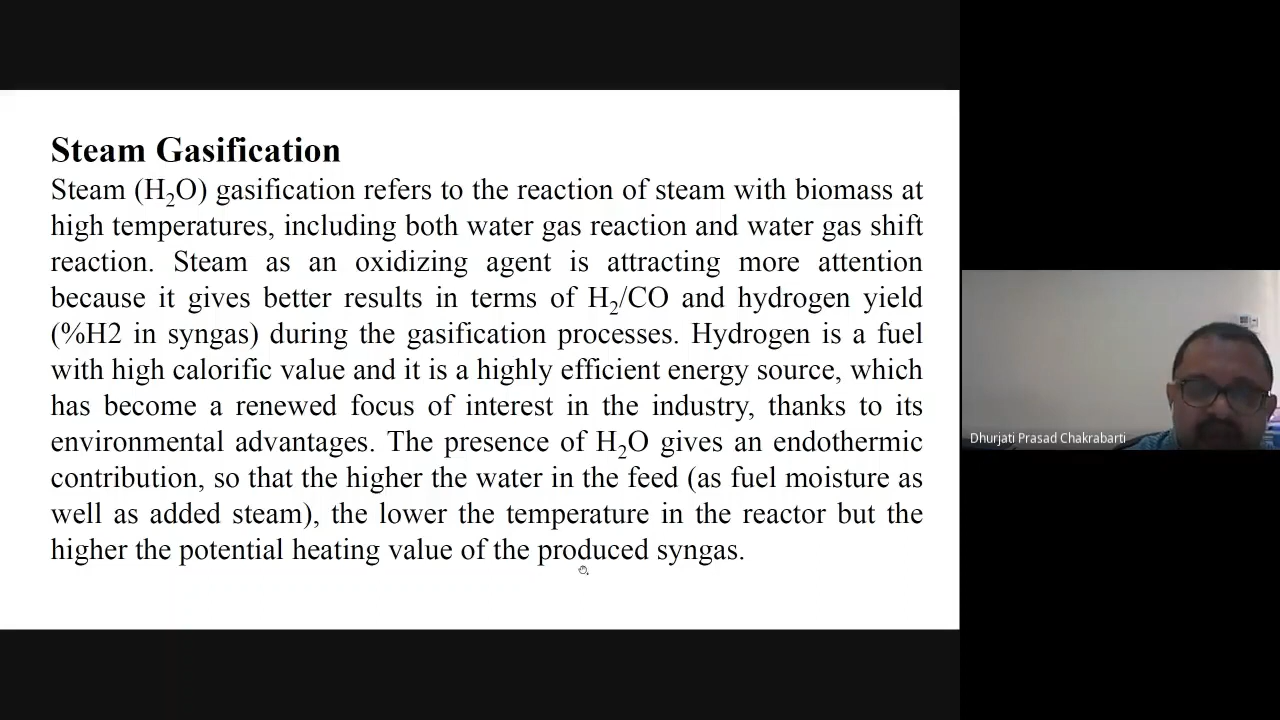 Steam Gasification
Steam (H₂O) gasification refers to the reaction of steam with biomass at
high temperatures, including both water gas reaction and water gas shift
reaction. Steam as an oxidizing agent is attracting more attention
because it gives better results in terms of H₂/CO and hydrogen yield
(%H2 in syngas) during the gasification processes. Hydrogen is a fuel
with high calorific value and it is a highly efficient energy source, which
has become a renewed focus of interest in the industry, thanks to its
environmental advantages. The presence of H₂O gives an endothermic
contribution, so that the higher the water in the feed (as fuel moisture as
well as added steam), the lower the temperature in the reactor but the
higher the potential heating value of the produced syngas.
Dhurjati Prasad Chakrabarti